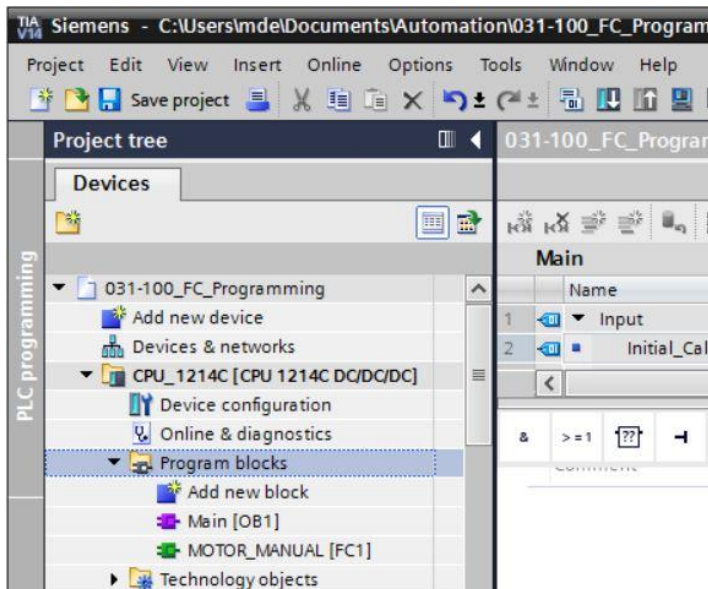 TIA V14 Siemens - C:\Users\mde\Documents\Automation\031-100_FC_Program
Project Edit View Insert Online Options Tools Window Help
Save project
Project tree
031-100_FC_Progra
Devices
PLC programming
Main
Name
1 Input
2 Initial_Cal
& >=1 ??
Comment
031-100_FC_Programming
Add new device
Devices & networks
CPU_1214C [CPU 1214C DC/DC/DC]
Device configuration
Online & diagnostics
Program blocks
Add new block
Main [OB1]
MOTOR_MANUAL [FC1]
Technology objects